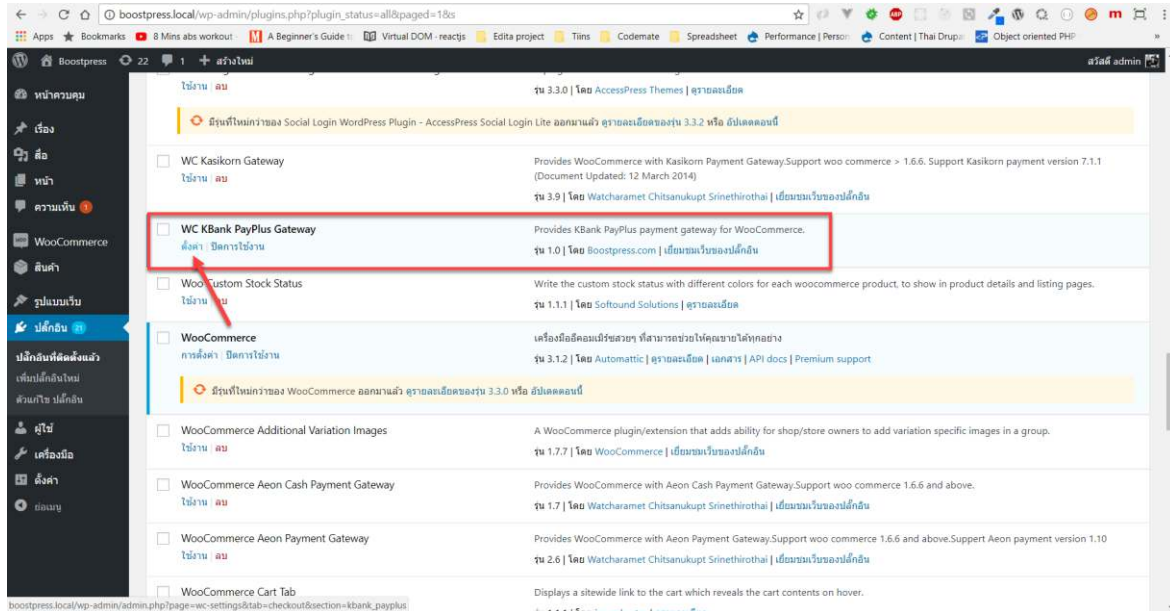 boostpress.local/wp-admin/plugins.php?plugin_status=all&paged=1&s
Apps Bookmarks 8 Mins abs workout - A Beginner's Guide t Virtual DOM - reactjs Edita project Tiins Codemate Spreadsheet Performance | Person Content | Thai Drupa Object oriented PHP »
Boostpress 22 1 + สร้างใหม่ สวัสดี admin
หน้าควบคุม
เรื่อง
สื่อ
หน้า
ความเห็น 1
WooCommerce
สินค้า
รูปแบบเว็บ
ปลั๊กอิน 21
ปลั๊กอินที่ติดตั้งแล้ว
เพิ่มปลั๊กอินใหม่
ตัวแก้ไข ปลั๊กอิน
ผู้ใช้
เครื่องมือ
ตั้งค่า
ย่อเมนู
ใช้งาน | ลบ
รุ่น 3.3.0 | โดย AccessPress Themes | ดูรายละเอียด
มีรุ่นที่ใหม่กว่าของ Social Login WordPress Plugin - AccessPress Social Login Lite ออกมาแล้ว ดูรายละเอียดของรุ่น 3.3.2 หรือ อัปเดตตอนนี้
WC Kasikorn Gateway
ใช้งาน | ลบ
Provides WooCommerce with Kasikorn Payment Gateway.Support woo commerce > 1.6.6. Support Kasikorn payment version 7.1.1
(Document Updated: 12 March 2014)
รุ่น 3.9 | โดย Watcharamet Chitsanukupt Srinethirothai | เยี่ยมชมเว็บของปลั๊กอิน
WC KBank PayPlus Gateway
ตั้งค่า | ปิดการใช้งาน
Provides KBank PayPlus payment gateway for WooCommerce.
รุ่น 1.0 | โดย Boostpress.com | เยี่ยมชมเว็บของปลั๊กอิน
Woo Custom Stock Status
ใช้งาน | ลบ
Write the custom stock status with different colors for each woocommerce product, to show in product details and listing pages.
รุ่น 1.1.1 | โดย Softound Solutions | ดูรายละเอียด
WooCommerce
การตั้งค่า | ปิดการใช้งาน
เครื่องมืออีคอมเมิร์ซสวยๆ ที่สามารถช่วยให้คุณขายได้ทุกอย่าง
รุ่น 3.1.2 | โดย Automattic | ดูรายละเอียด | เอกสาร | API docs | Premium support
มีรุ่นที่ใหม่กว่าของ WooCommerce ออกมาแล้ว ดูรายละเอียดของรุ่น 3.3.0 หรือ อัปเดตตอนนี้
WooCommerce Additional Variation Images
ใช้งาน | ลบ
A WooCommerce plugin/extension that adds ability for shop/store owners to add variation specific images in a group.
รุ่น 1.7.7 | โดย WooCommerce | เยี่ยมชมเว็บของปลั๊กอิน
WooCommerce Aeon Cash Payment Gateway
ใช้งาน | ลบ
Provides WooCommerce with Aeon Cash Payment Gateway.Support woo commerce 1.6.6 and above.
รุ่น 1.7 | โดย Watcharamet Chitsanukupt Srinethirothai | เยี่ยมชมเว็บของปลั๊กอิน
WooCommerce Aeon Payment Gateway
ใช้งาน | ลบ
Provides WooCommerce with Aeon Payment Gateway.Support woo commerce 1.6.6 and above.Suppert Aeon payment version 1.10
รุ่น 2.6 | โดย Watcharamet Chitsanukupt Srinethirothai | เยี่ยมชมเว็บของปลั๊กอิน
WooCommerce Cart Tab
Displays a sitewide link to the cart which reveals the cart contents on hover.
boostpress.local/wp-admin/admin.php?page=wc-settings&tab=checkout&section=kbank_payplus